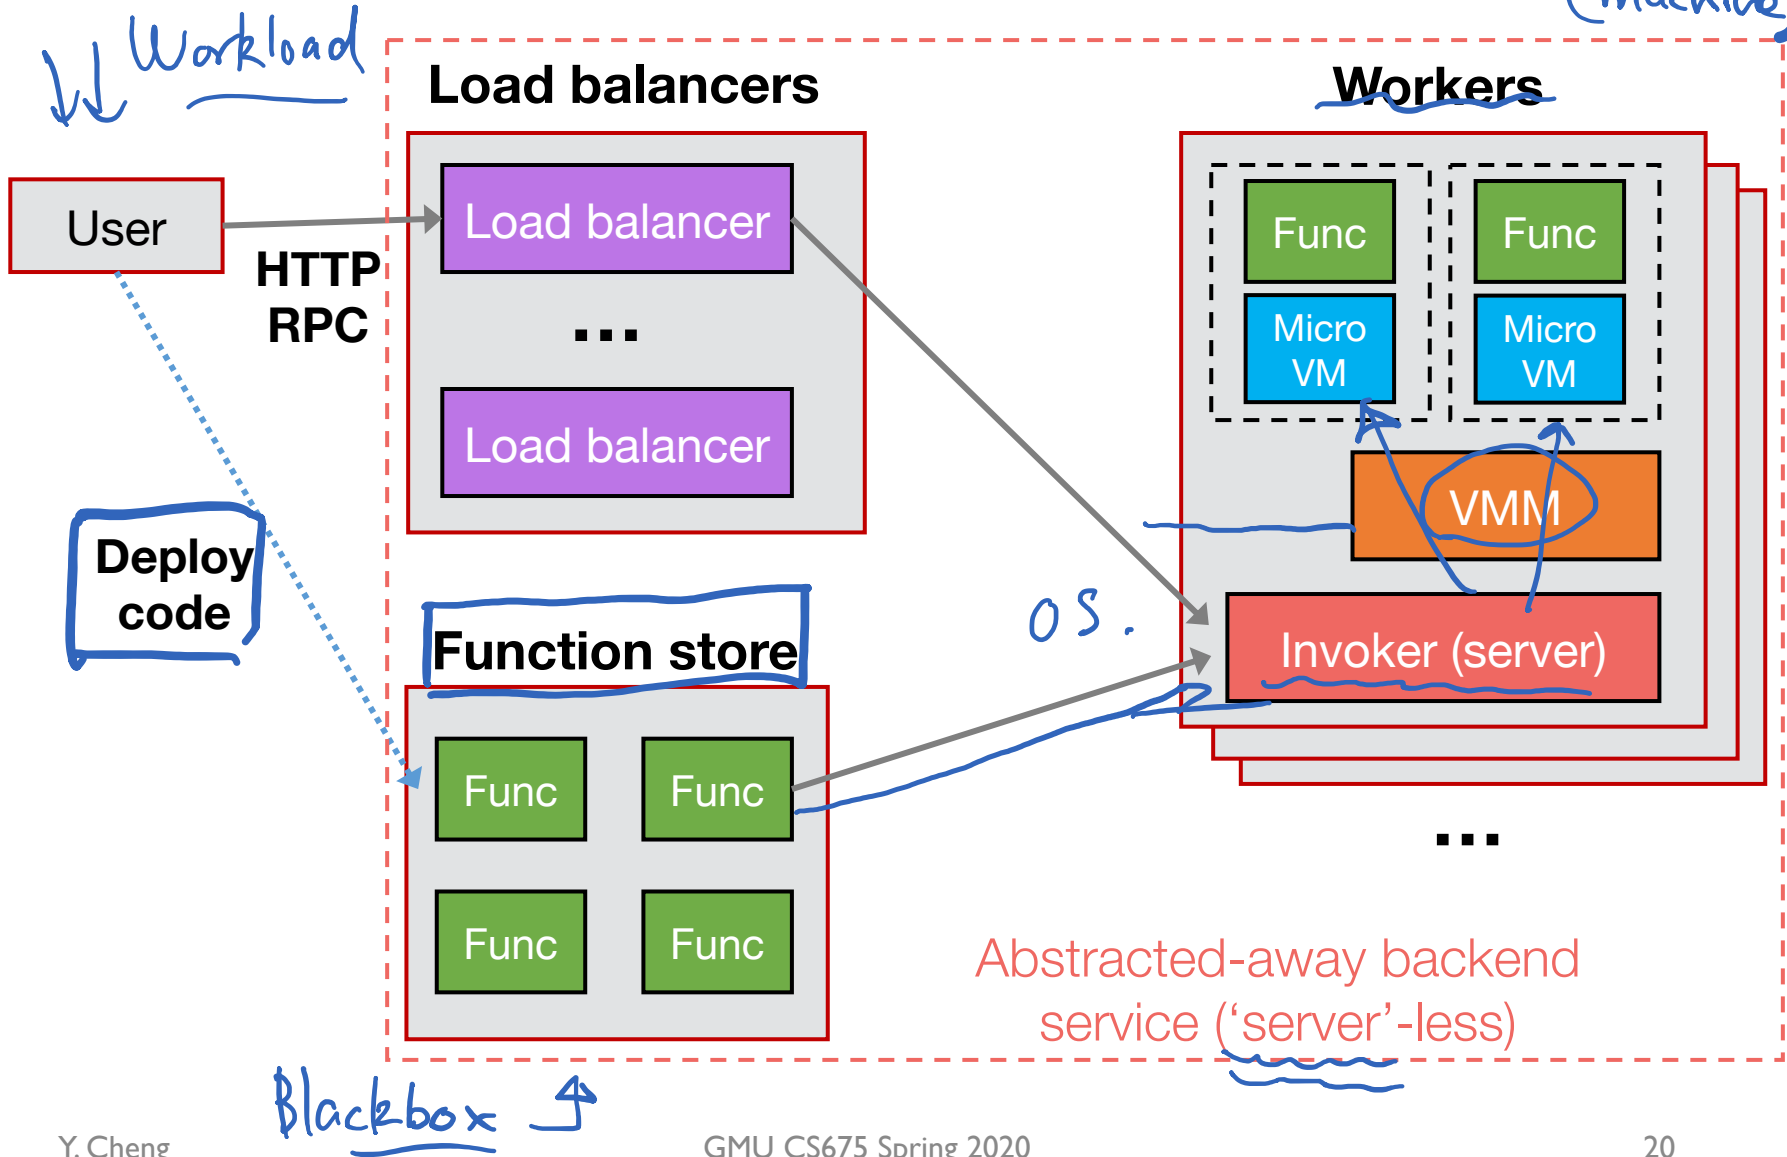 (Machine
Workload
Load balancers
Workers
User
HTTP
RPC
Load balancer
...
Load balancer
Func
Func
Micro
VM
Micro
VM
VMM
Invoker (server)
...
Deploy
code
OS.
Function store
Func
Func
Func
Func
Abstracted-away backend
service (‘server’-less)
Blackbox
Y. Cheng
GMU CS675 Spring 2020
20